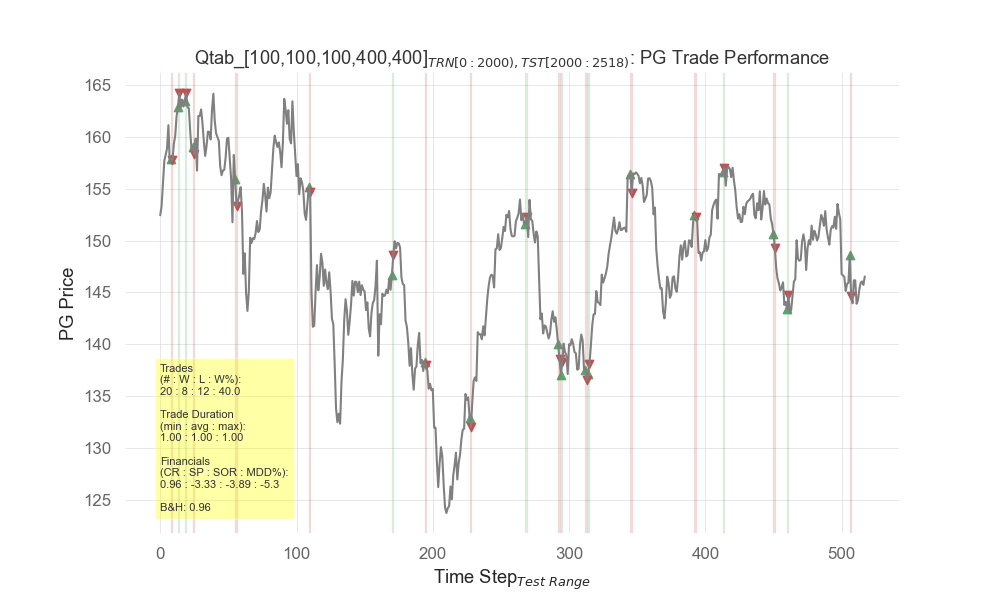 Qtab_[100,100,100,400,400]TRN[0:2000),TST[2000:2518): PG Trade Performance
165
160
155
150
145
140
135
130
125
PG Price
Trades
(# : W : L : W%):
20 : 8 : 12 : 40.0
Trade Duration
(min : avg : max):
1.00 : 1.00 : 1.00
Financials
(CR : SP : SOR : MDD%):
0.96 : -3.33 : -3.89 : -5.3
B&H: 0.96
0 100 200 300 400 500
Time StepTest Range